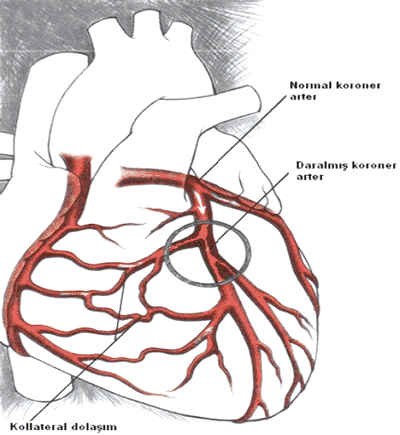 Normal koroner
arter
Daralmış koroner
arter
Kollateral dolaşım